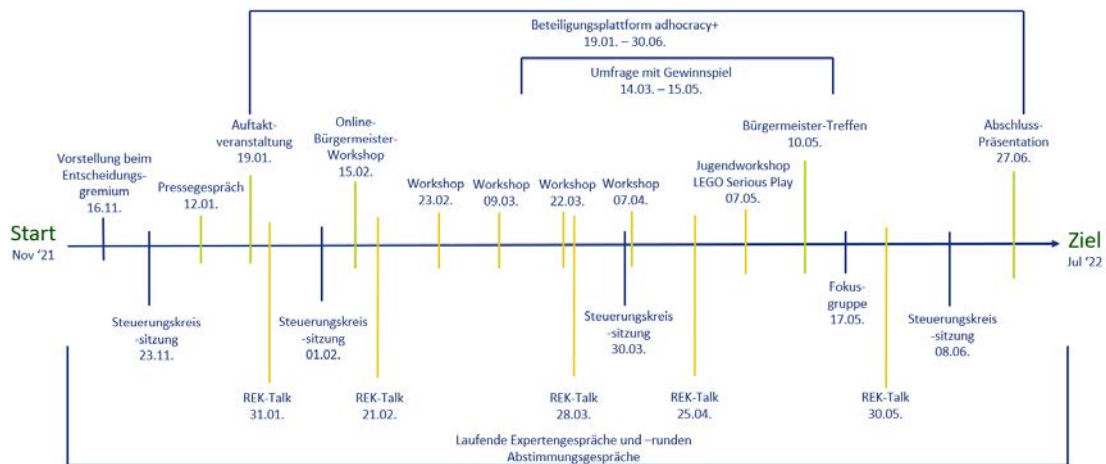 Beteiligungsplattform adhocracy+
19.01. – 30.06.
Umfrage mit Gewinnspiel
14.03. – 15.05.
Vorstellung beim
Entscheidungs-
gremium
16.11.
Pressegespräch
12.01.
Auftakt-
veranstaltung
19.01.
Online-
Bürgermeister-
Workshop
15.02.
Workshop
23.02.
Workshop
09.03.
Workshop
22.03.
Workshop
07.04.
Jugendworkshop
LEGO Serious Play
07.05.
Bürgermeister-Treffen
10.05.
Abschluss-
Präsentation
27.06.
Start
Nov '21
Ziel
Jul '22
Steuerungskreis
-sitzung
23.11.
Steuerungskreis
-sitzung
01.02.
Steuerungskreis
-sitzung
30.03.
Fokus-
gruppe
17.05.
Steuerungskreis
-sitzung
08.06.
REK-Talk
31.01.
REK-Talk
21.02.
REK-Talk
28.03.
REK-Talk
25.04.
REK-Talk
30.05.
Laufende Expertengespräche und –runden
Abstimmungsgespräche